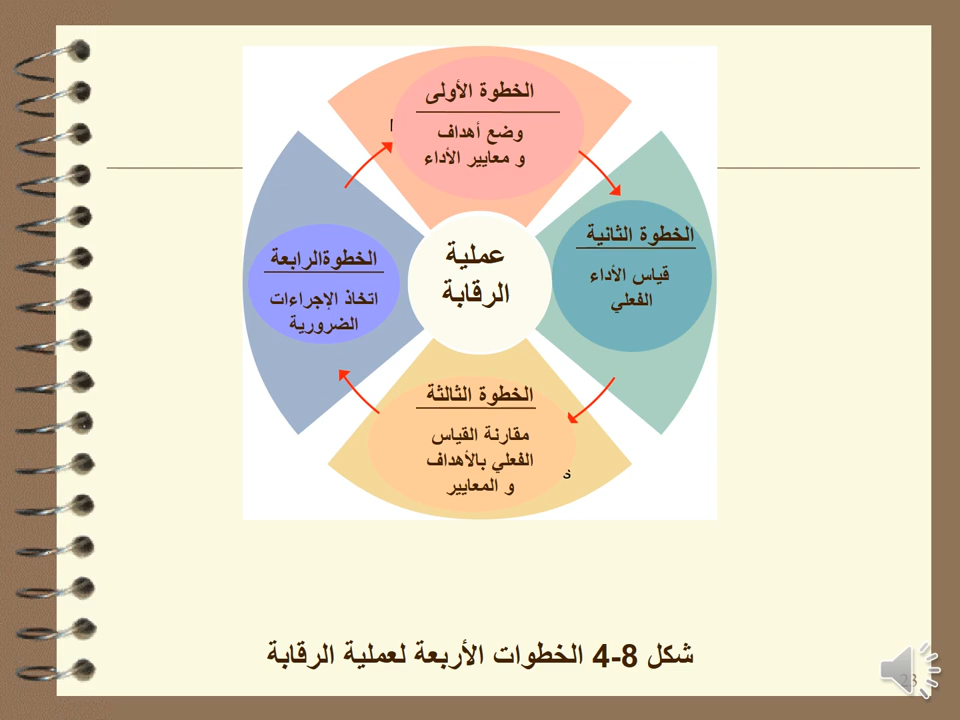 الخطوة الأولى
وضع أهداف
و معايير الأداء
الخطوة الثانية
قياس الأداء
الفعلي
الخطوة الثالثة
مقارنة القياس
الفعلي بالأهداف
و المعايير
الخطوةالرابعة
اتخاذ الإجراءات
الضرورية
عملية
الرقابة
شكل 8-4 الخطوات الأربعة لعملية الرقابة